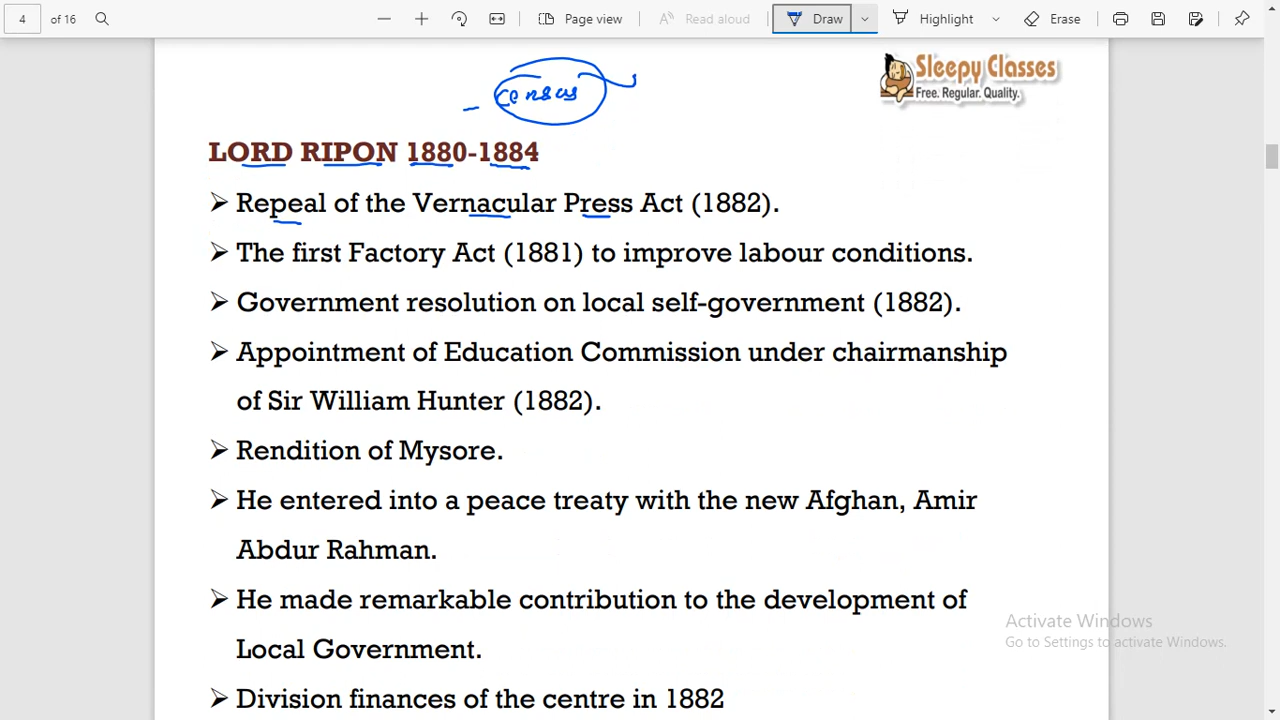 4 of 16 Page view Read aloud Draw Highlight Erase
Census
Sleepy Classes
Free. Regular. Quality.
LORD RIPON 1880-1884
➢ Repeal of the Vernacular Press Act (1882).
➢ The first Factory Act (1881) to improve labour conditions.
➢ Government resolution on local self-government (1882).
➢ Appointment of Education Commission under chairmanship
of Sir William Hunter (1882).
➢ Rendition of Mysore.
➢ He entered into a peace treaty with the new Afghan, Amir
Abdur Rahman.
➢ He made remarkable contribution to the development of
Local Government.
➢ Division finances of the centre in 1882
Activate Windows
Go to Settings to activate Windows.